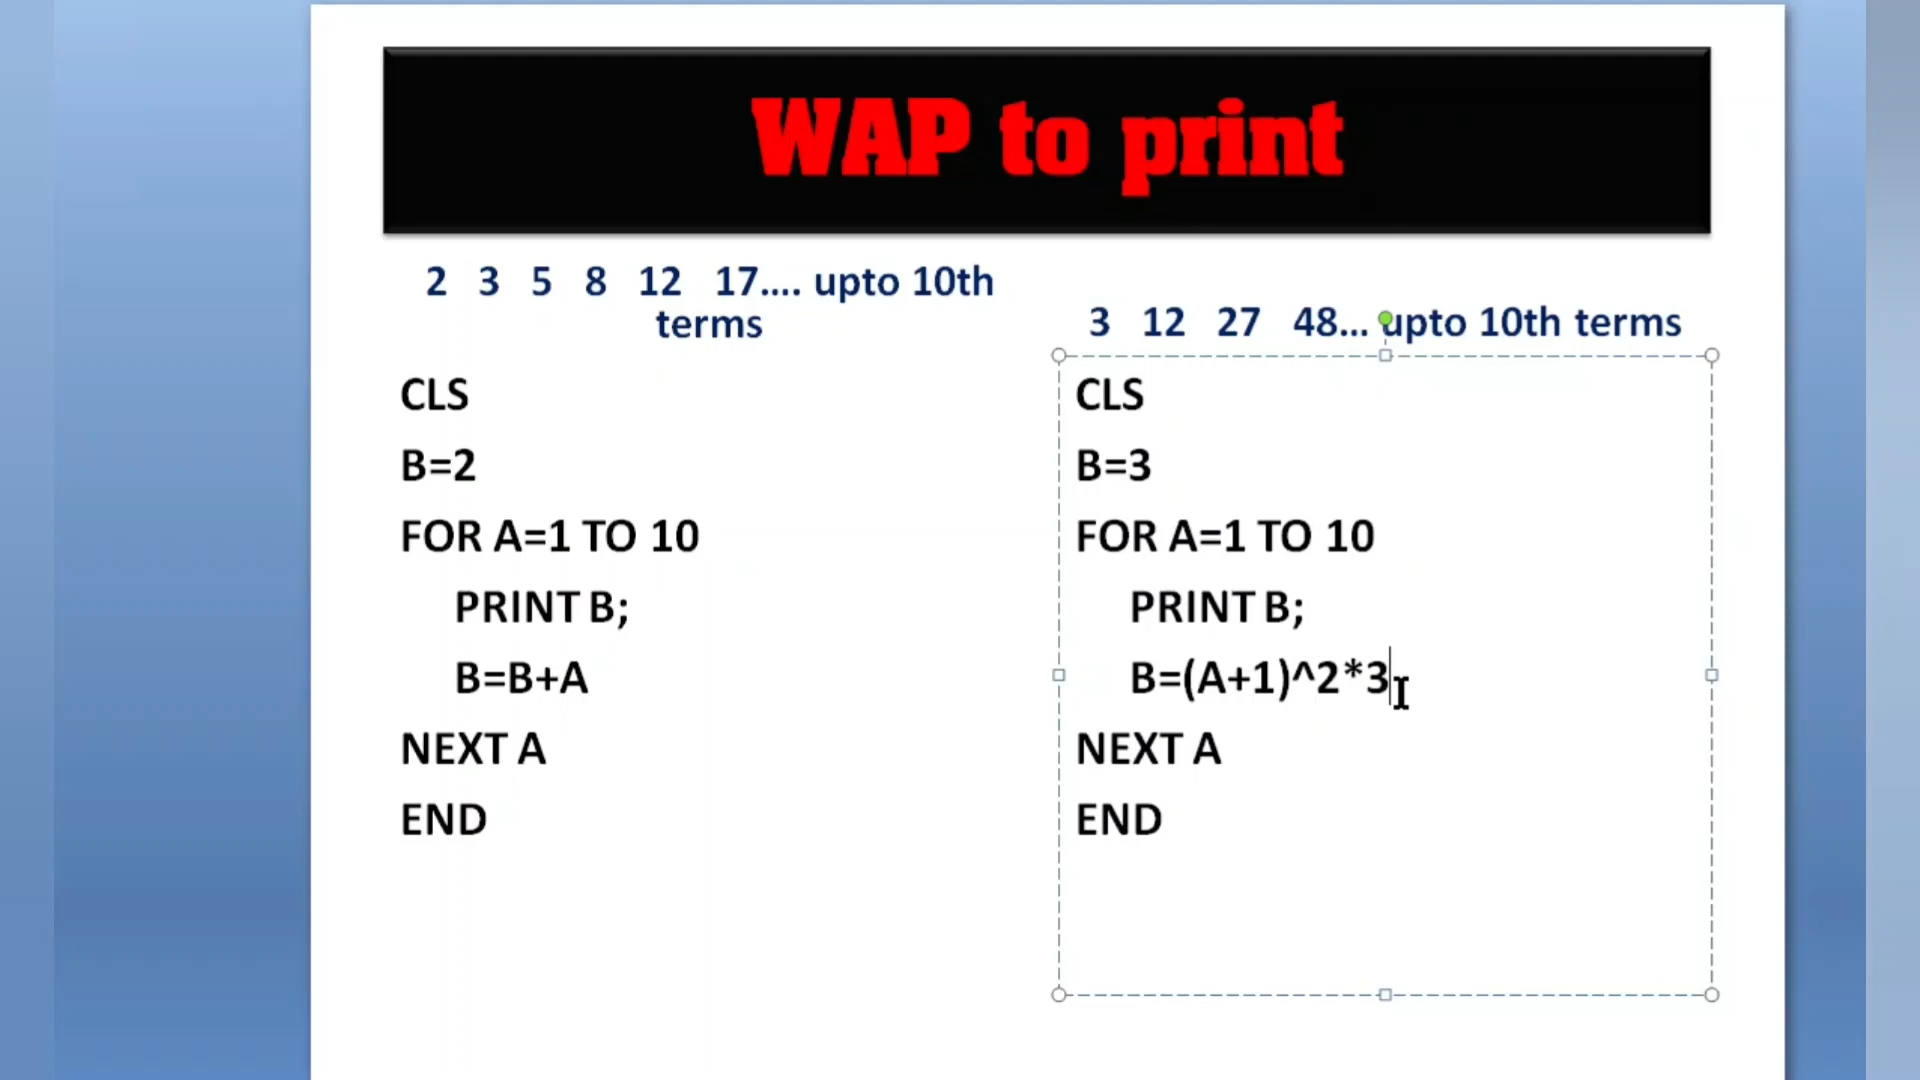 WAP to print
2 3 5 8 12 17.... upto 10th
terms
CLS
B=2
FOR A=1 TO 10
PRINT B;
B=B+A
NEXT A
END
3 12 27 48... upto 10th terms
CLS
B=3
FOR A=1 TO 10
PRINT B;
B=(A+1)^2*3
NEXT A
END